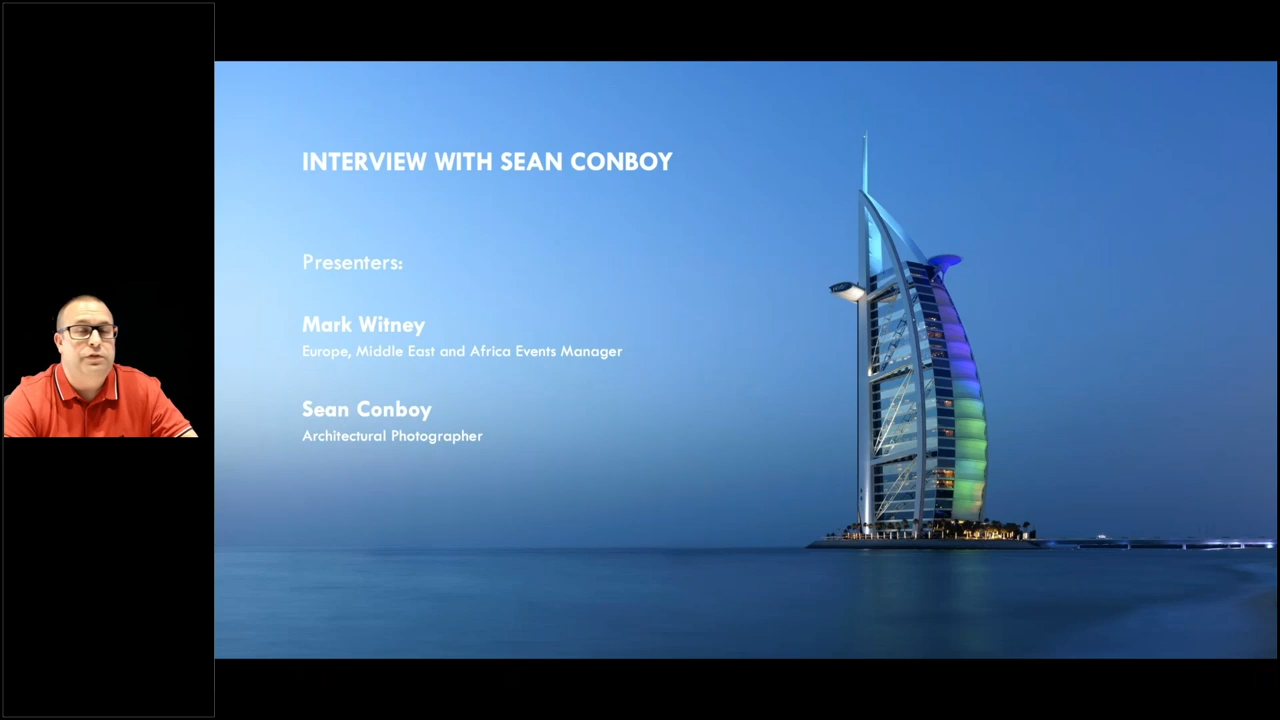 INTERVIEW WITH SEAN CONBOY
Presenters:
Mark Witney
Europe, Middle East and Africa Events Manager
Sean Conboy
Architectural Photographer